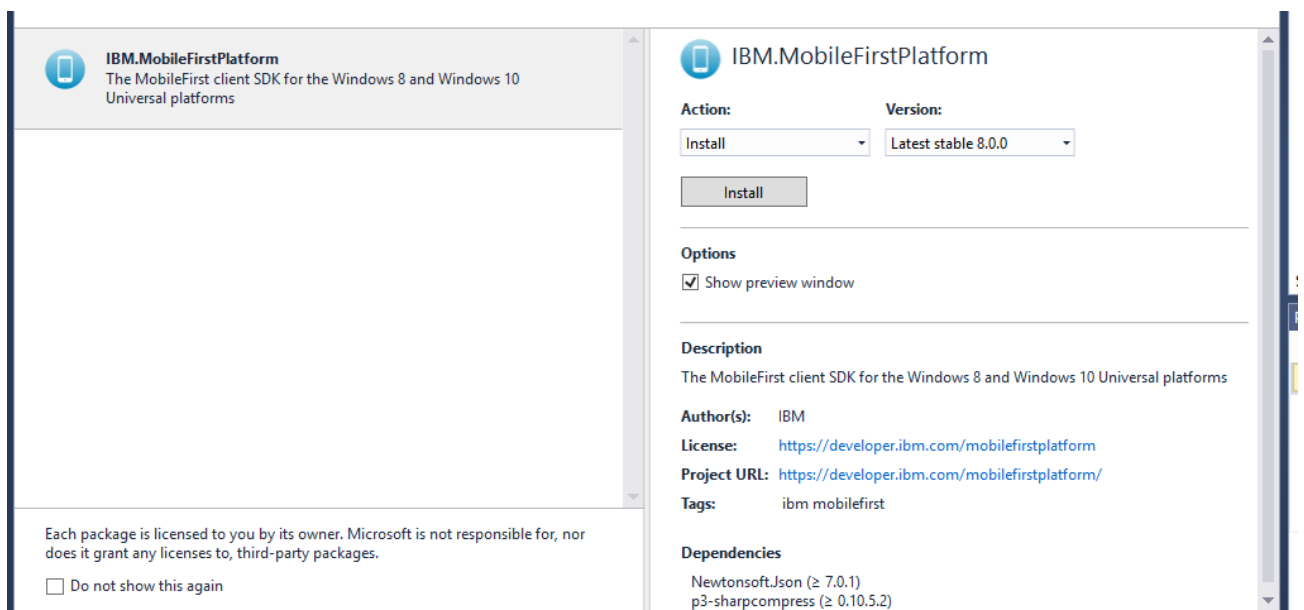 IBM.MobileFirstPlatform
The MobileFirst client SDK for the Windows 8 and Windows 10
Universal platforms
Each package is licensed to you by its owner. Microsoft is not responsible for, nor
does it grant any licenses to, third-party packages.
Do not show this again
IBM.MobileFirstPlatform
Action: Version:
Install Latest stable 8.0.0
Install
Options
Show preview window
Description
The MobileFirst client SDK for the Windows 8 and Windows 10 Universal platforms
Author(s): IBM
License: https://developer.ibm.com/mobilefirstplatform
Project URL: https://developer.ibm.com/mobilefirstplatform/
Tags: ibm mobilefirst
Dependencies
Newtonsoft.Json (≥ 7.0.1)
p3-sharpcompress (≥ 0.10.5.2)